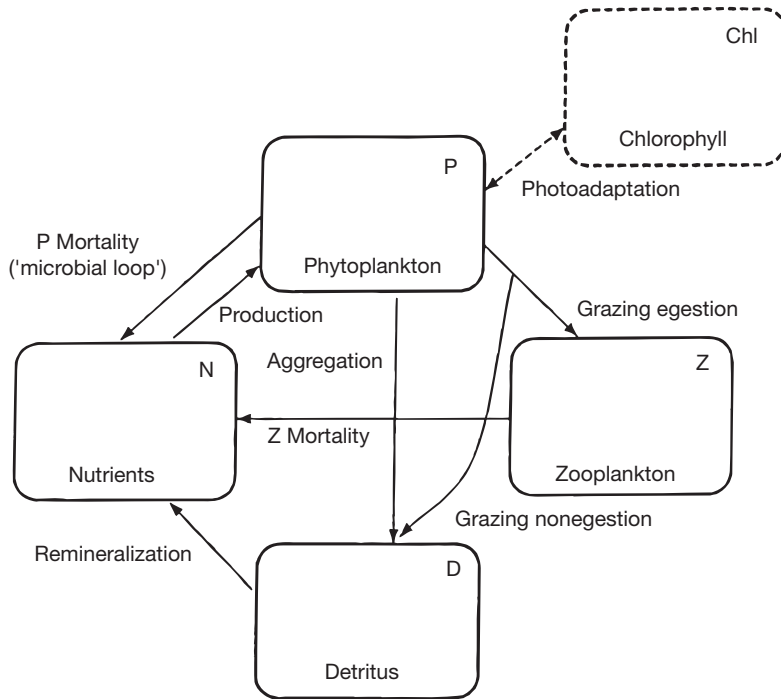 Chl
Chlorophyll
P
Photoadaptation
P Mortality
('microbial loop')
Phytoplankton
Production
Grazing egestion
Aggregation
N
Z
Z Mortality
Nutrients
Zooplankton
Grazing nonegestion
Remineralization
D
Detritus